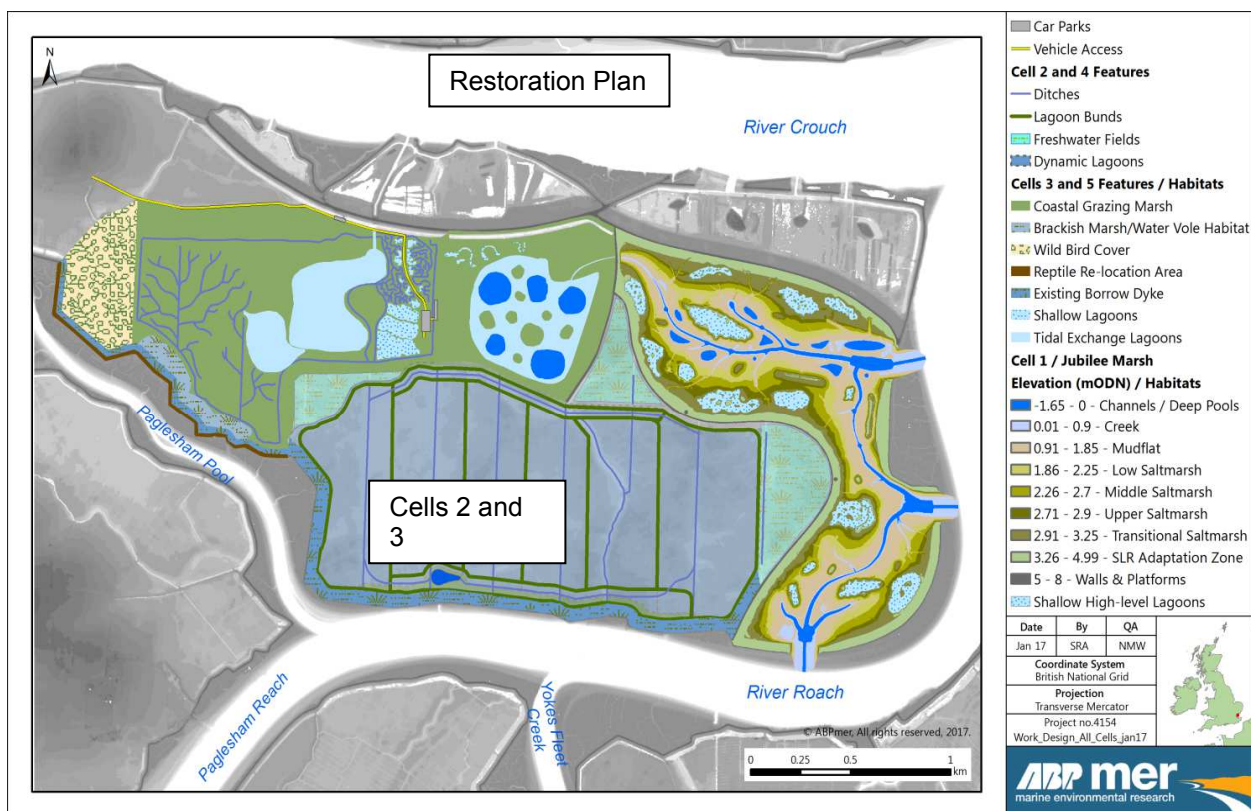 N
Restoration Plan
River Crouch
Paglesham Pool
Cells 2 and
3
Paglesham Reach
Yokes Fleet
Creek
River Roach
© ABPmer, All rights reserved, 2017.
0 0.25 0.5 1
km
Car Parks
Vehicle Access
Cell 2 and 4 Features
Ditches
Lagoon Bunds
Freshwater Fields
Dynamic Lagoons
Cells 3 and 5 Features / Habitats
Coastal Grazing Marsh
Brackish Marsh/Water Vole Habitat
Wild Bird Cover
Reptile Re-location Area
Existing Borrow Dyke
Shallow Lagoons
Tidal Exchange Lagoons
Cell 1 / Jubilee Marsh
Elevation (mODN) / Habitats
-1.65 - 0 - Channels / Deep Pools
0.01 - 0.9 - Creek
0.91 - 1.85 - Mudflat
1.86 - 2.25 - Low Saltmarsh
2.26 - 2.7 - Middle Saltmarsh
2.71 - 2.9 - Upper Saltmarsh
2.91 - 3.25 - Transitional Saltmarsh
3.26 - 4.99 - SLR Adaptation Zone
5 - 8 - Walls & Platforms
Shallow High-level Lagoons
Date By QA
Jan 17 SRA NMW
Coordinate System
British National Grid
Projection
Transverse Mercator
Project no.4154
Work_Design_All_Cells_jan17
ABPmer
marine environmental research